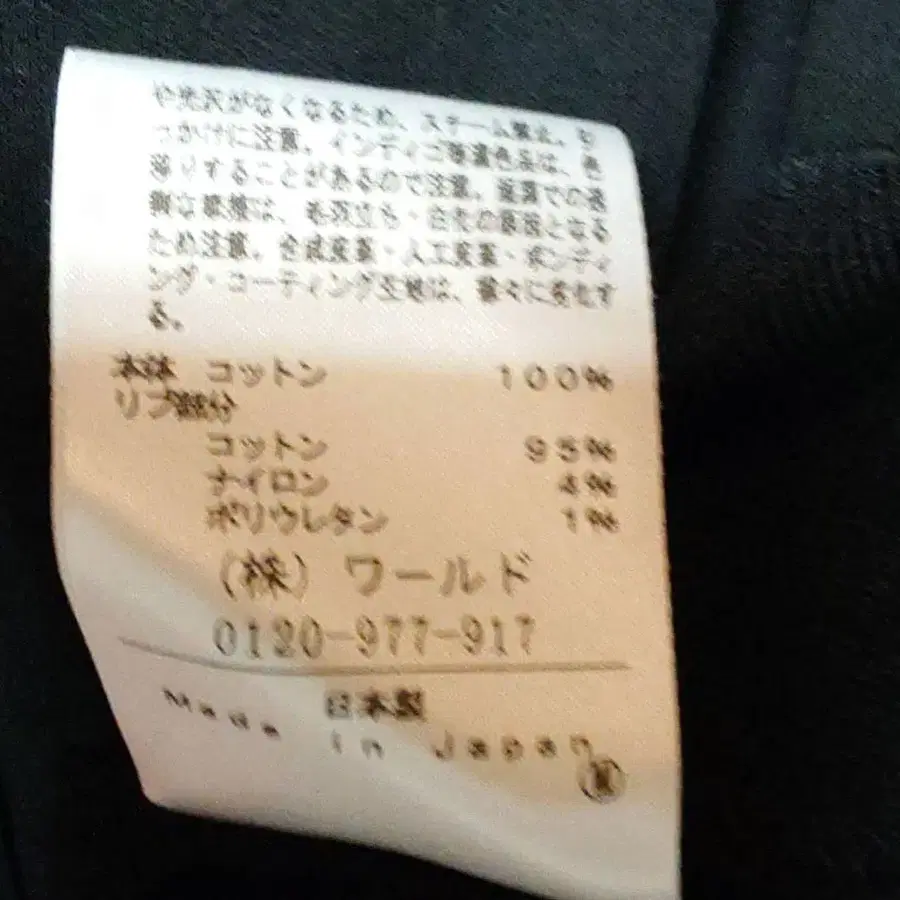 や光沢がなくなるため、スチーム禁止。ひ
っかけに注意。インディゴ等濃色品は、色
移りすることがあるので注意。湿潤での過
剰な摩擦は、毛羽立ち・白化の原因となる
ため注意。合成皮革・人工皮革・ボンディ
ング・コーティング生地は、徐々に劣化す
る。
本体 コットン 100%
リブ部分
コットン 95%
ナイロン 4%
ポリウレタン 1%
(株) ワールド
0120-977-917
日本製
Made in Japan